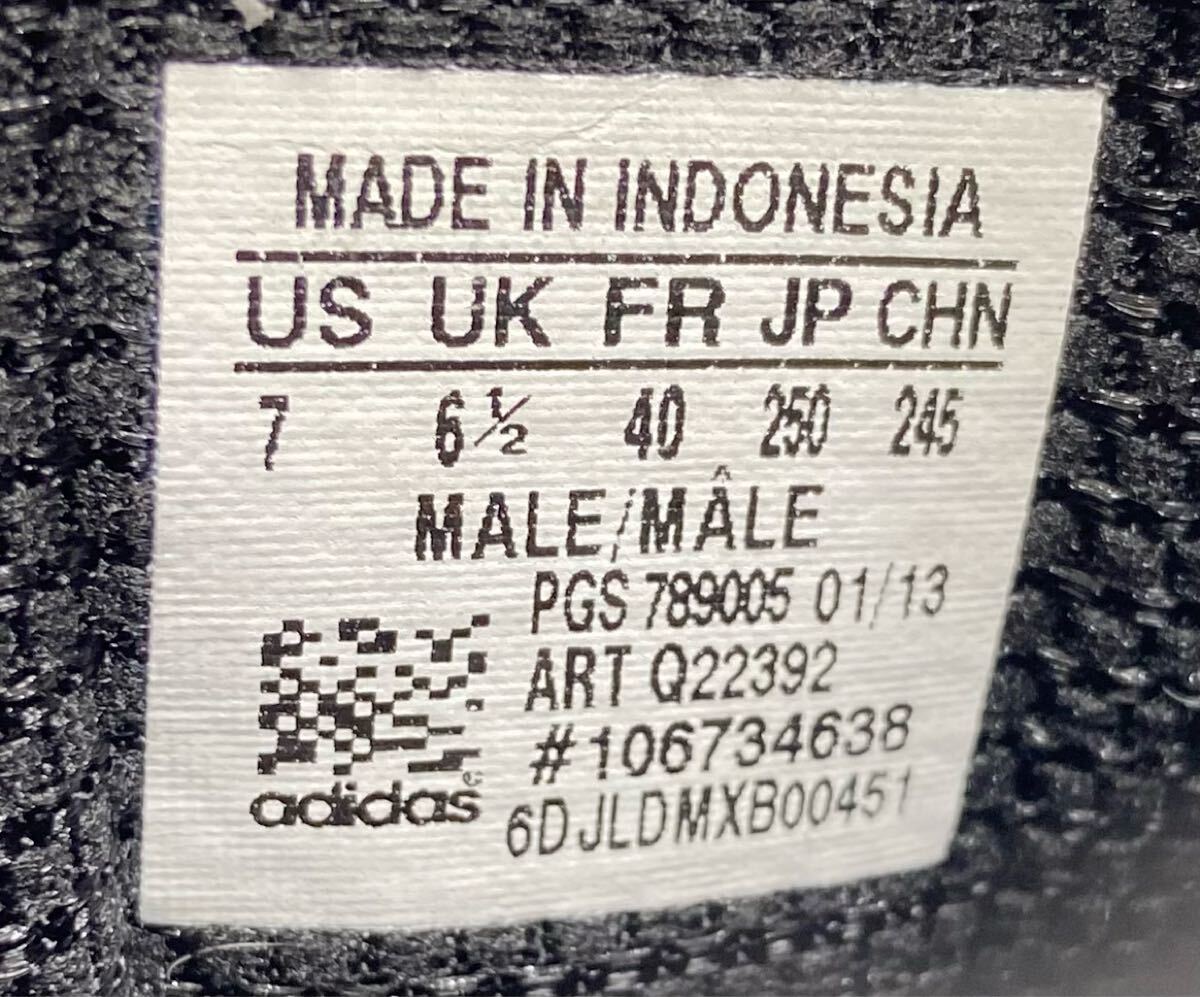 MADE IN INDONESIA
US UK FR JP CHN
7 6½ 40 250 245
MALE/MÂLE
PGS 789005 01/13
ART Q22392
#106734638
adidas©
6DJLDMXB00451